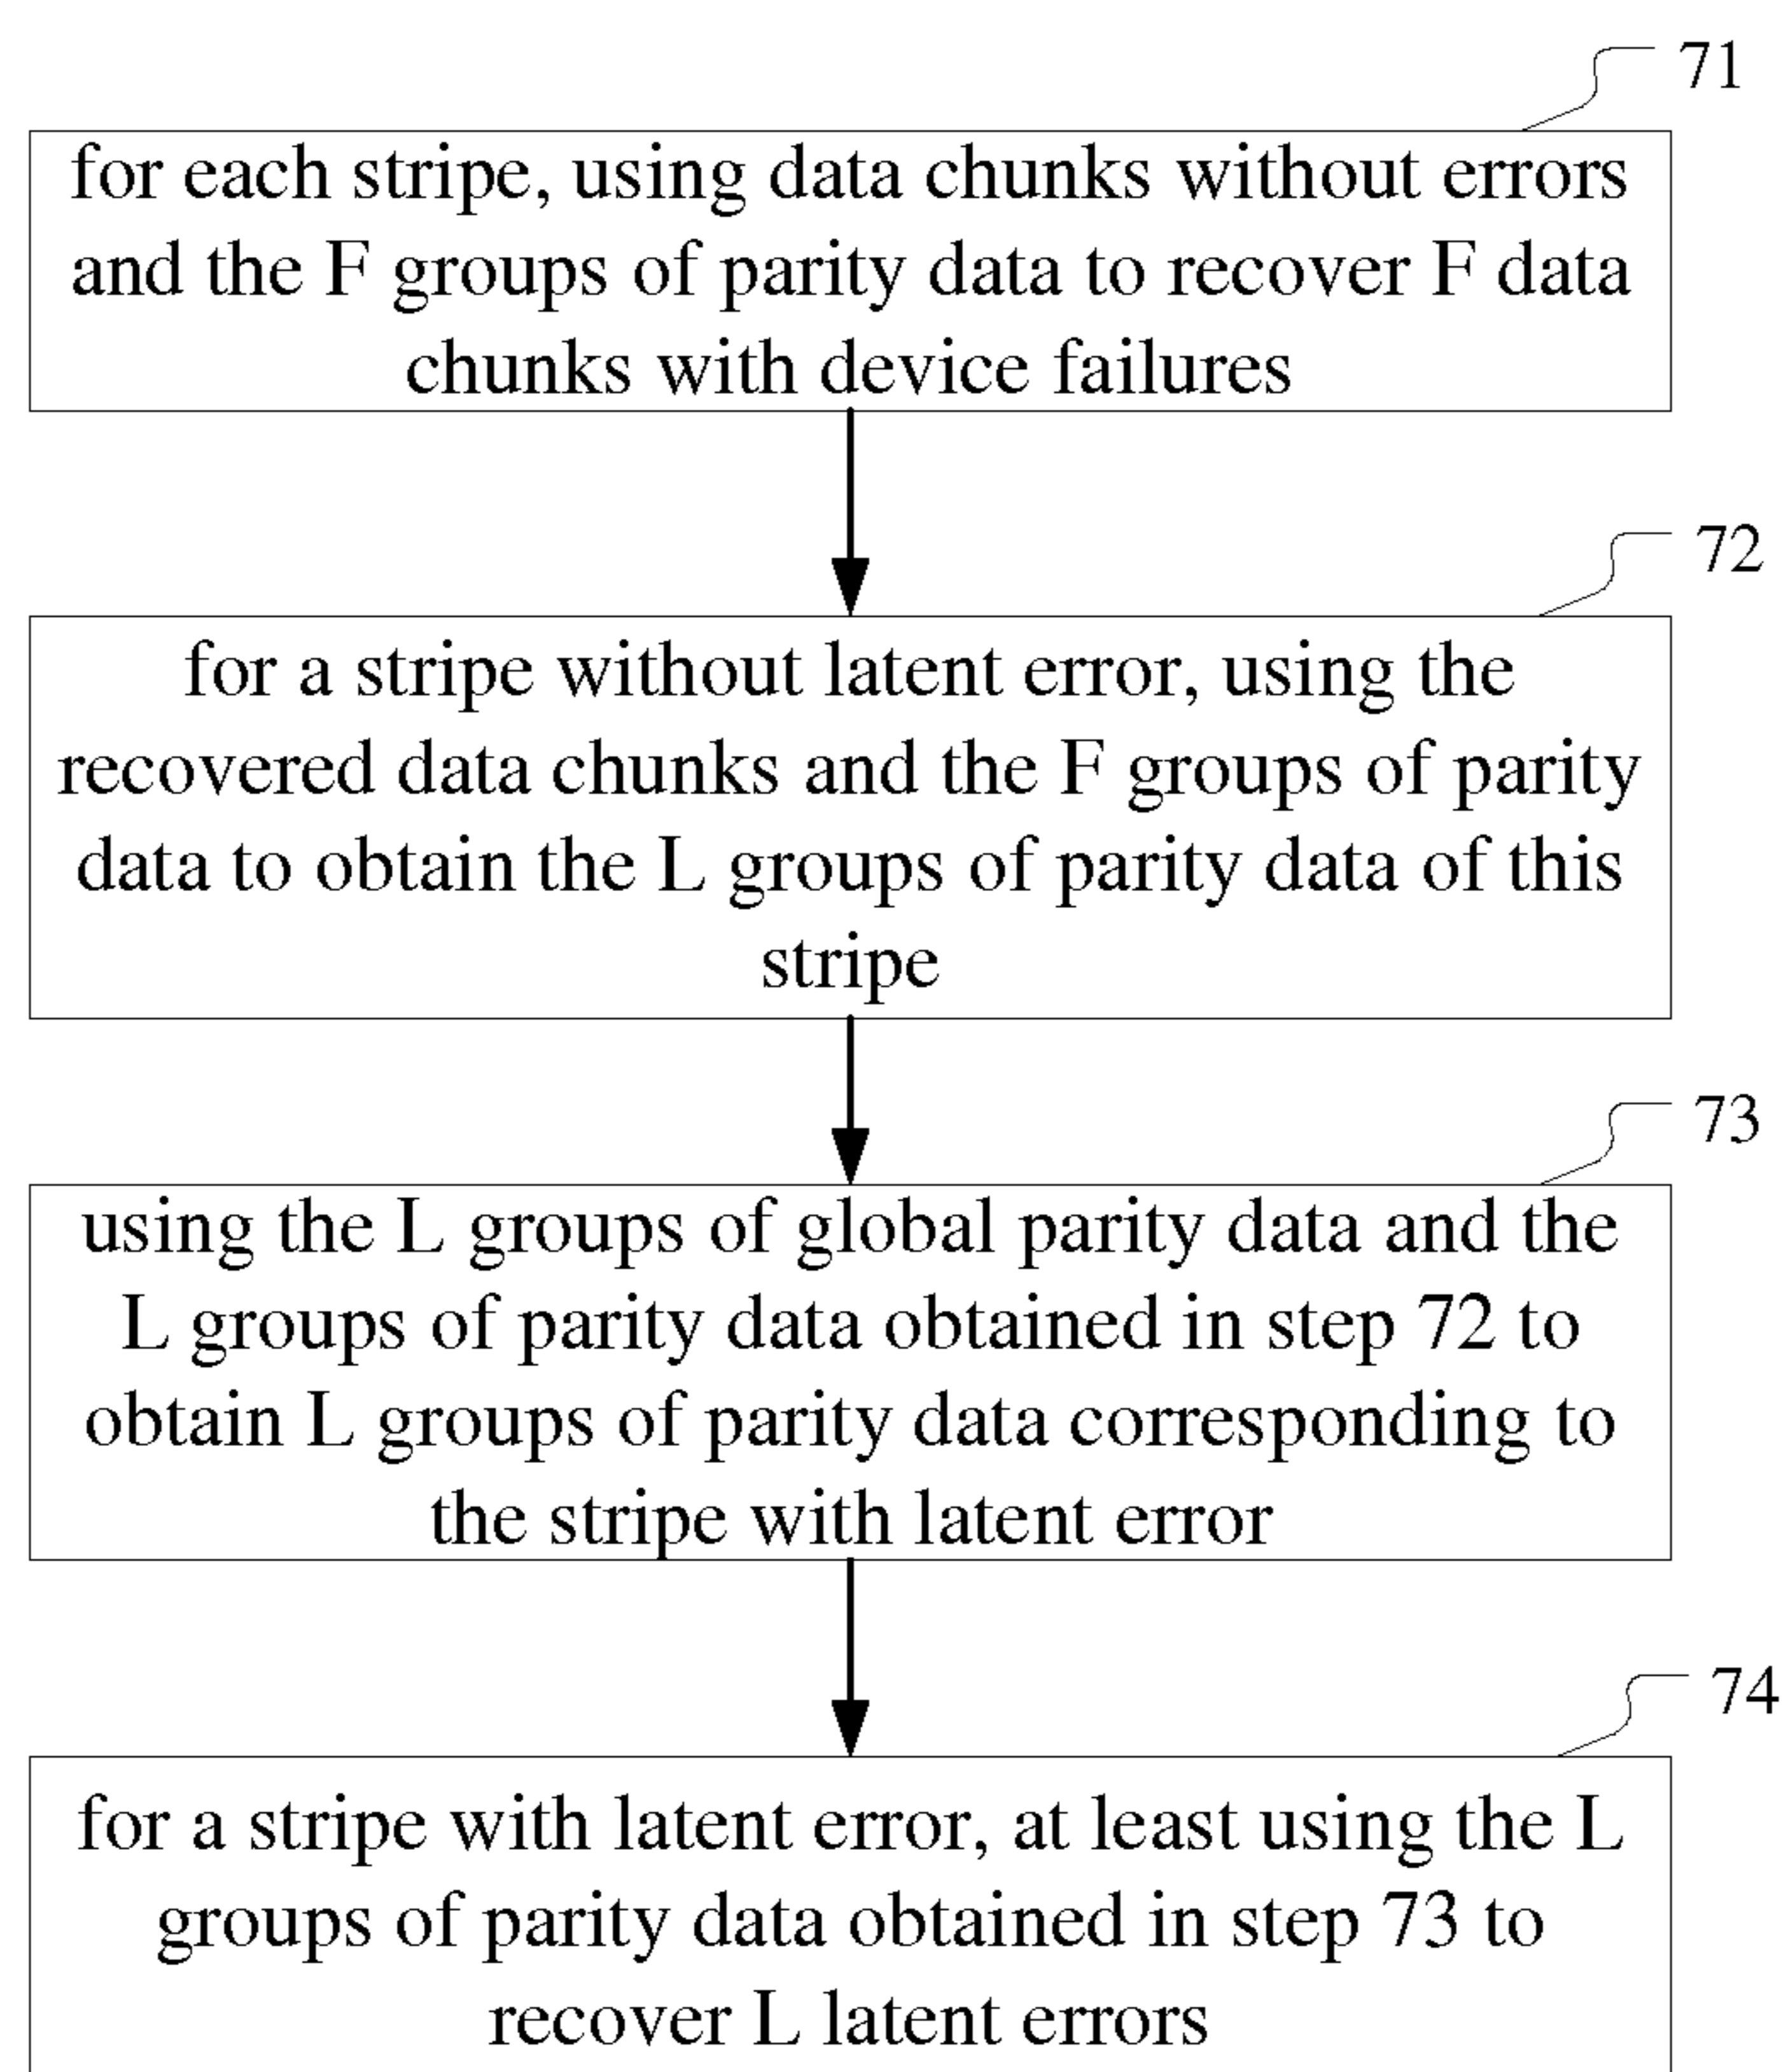 71
for each stripe, using data chunks without errors
and the F groups of parity data to recover F data
chunks with device failures
72
for a stripe without latent error, using the
recovered data chunks and the F groups of parity
data to obtain the L groups of parity data of this
stripe
73
using the L groups of global parity data and the
L groups of parity data obtained in step 72 to
obtain L groups of parity data corresponding to
the stripe with latent error
74
for a stripe with latent error, at least using the L
groups of parity data obtained in step 73 to
recover L latent errors